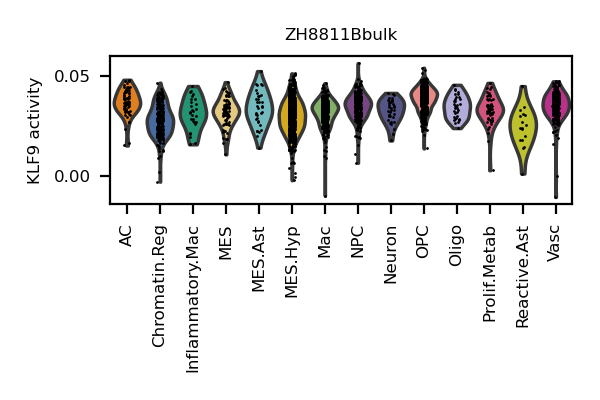 ZH8811Bbulk
KLF9 activity
0.05
0.00
AC
Chromatin.Reg
Inflammatory.Mac
MES
MES.Ast
MES.Hyp
Mac
NPC
Neuron
OPC
Oligo
Prolif.Metab
Reactive.Ast
Vasc